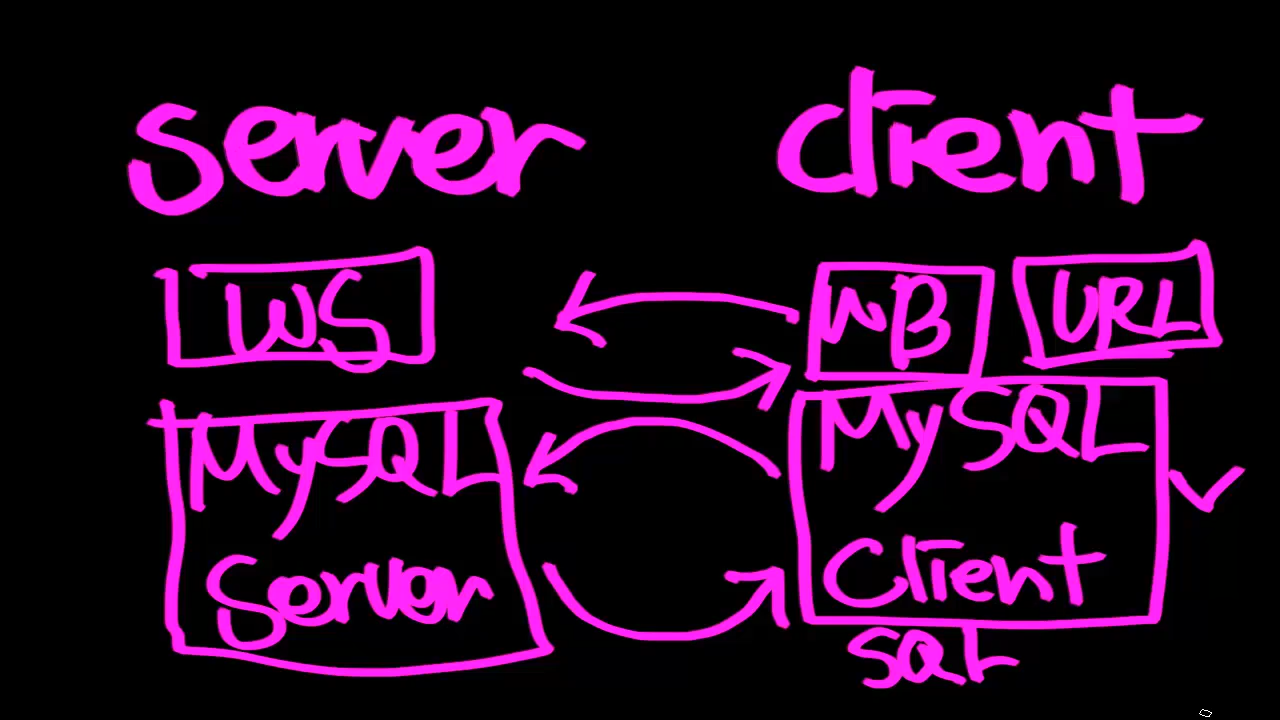 Server
client
WS
WB
URL
MySQL
Server
MySQL
Client
SQL